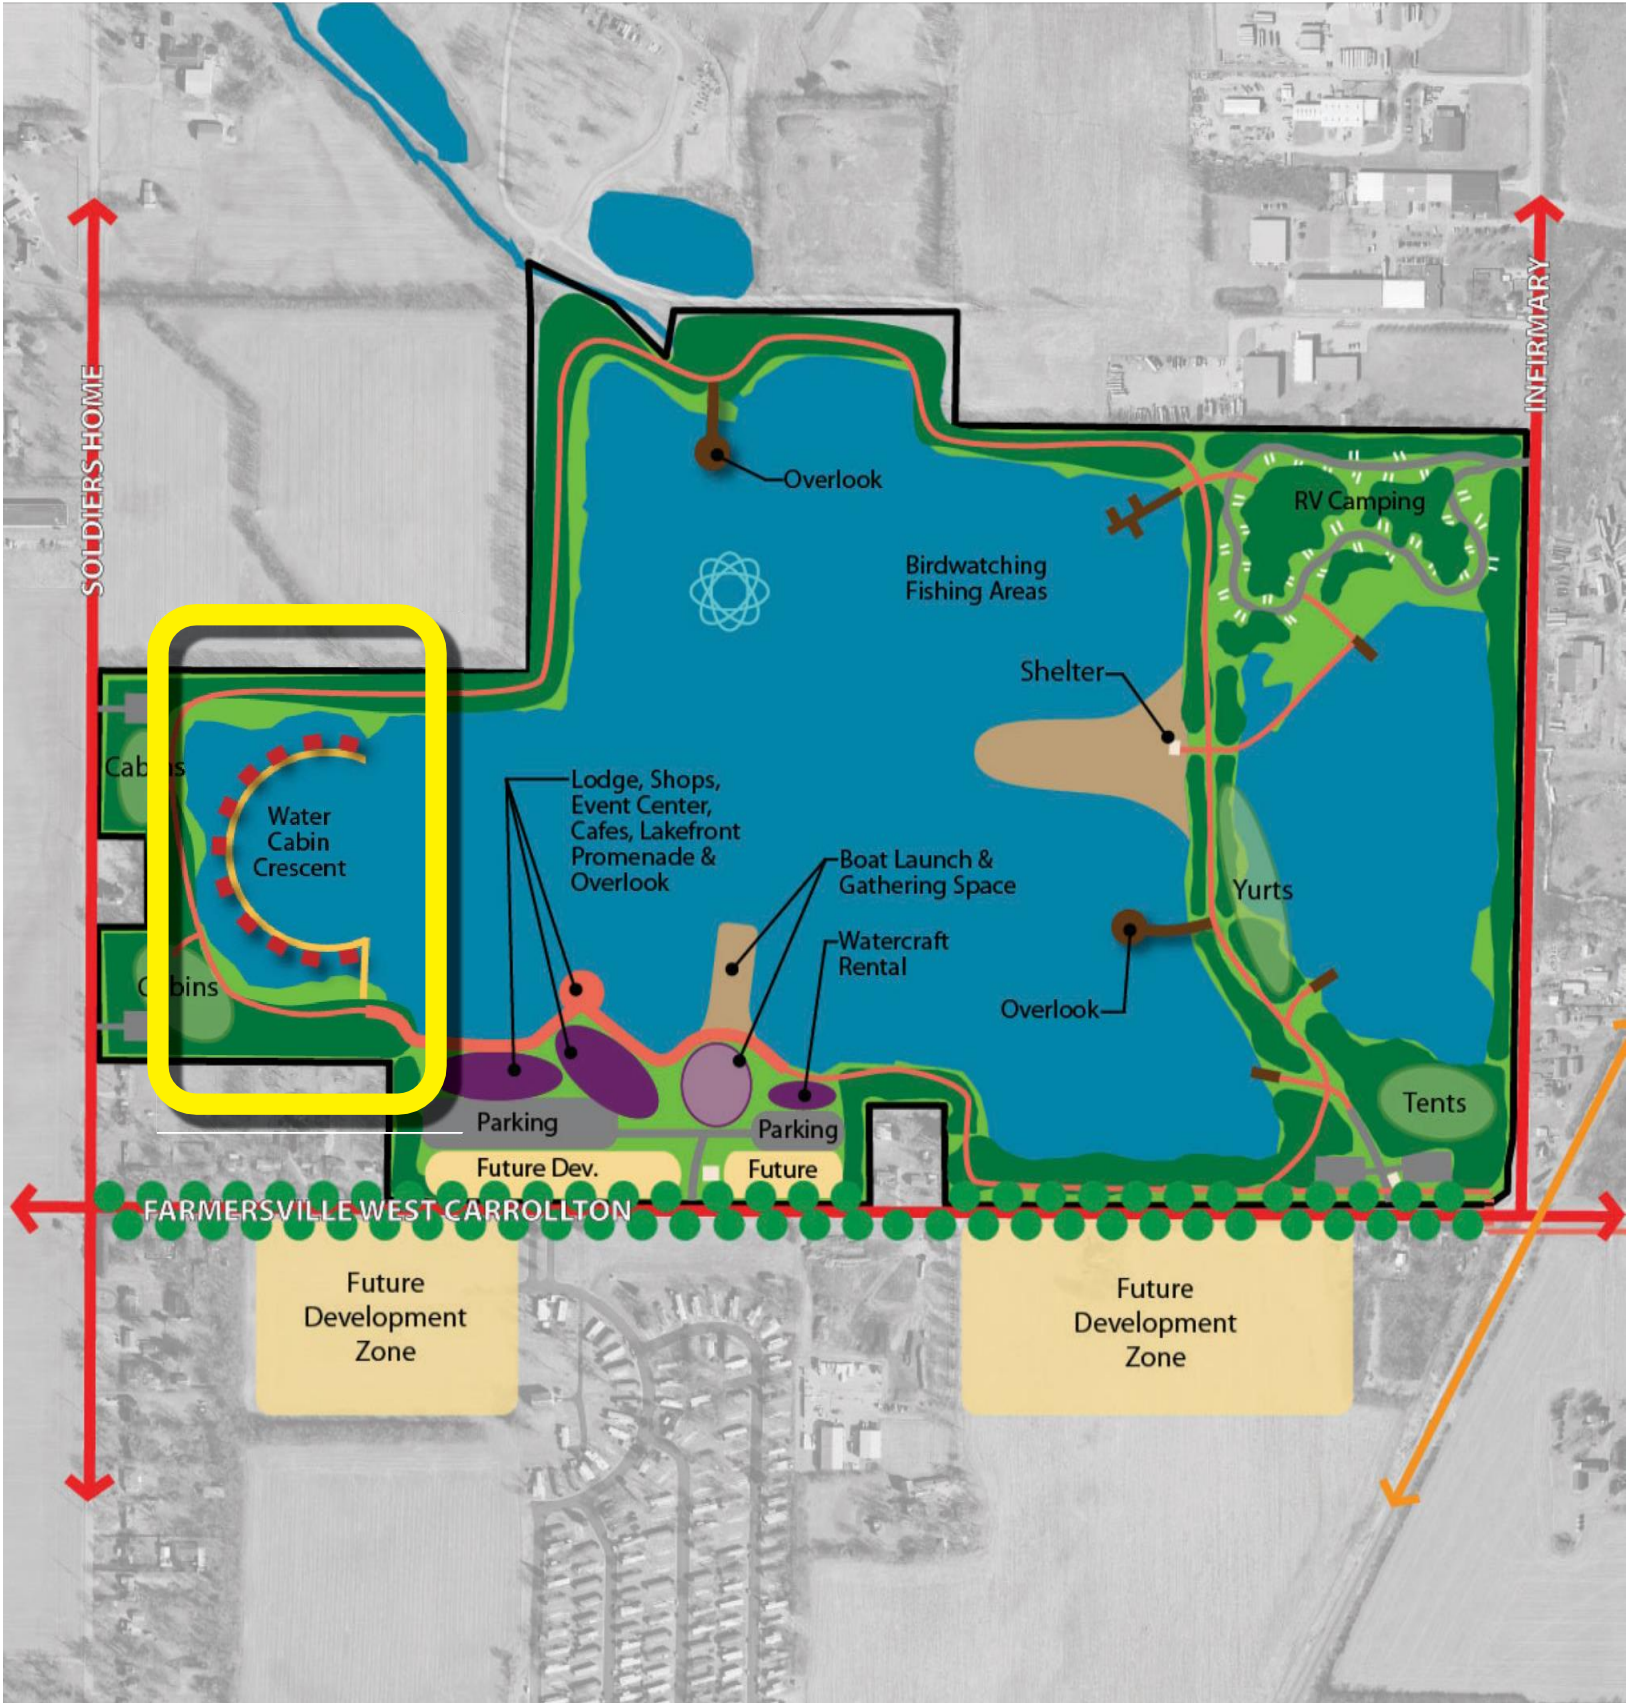 SOLDIERS HOME
INFIRMARY
Overlook
RV Camping
Birdwatching
Fishing Areas
Shelter
Cabins
Lodge, Shops,
Event Center,
Cafes, Lakefront
Promenade &
Overlook
Water
Cabin
Crescent
Boat Launch &
Gathering Space
Yurts
Watercraft
Rental
Cabins
Overlook
Tents
Parking
Parking
Future Dev.
Future
FARMERSVILLE WEST CARROLLTON
Future
Development
Zone
Future
Development
Zone